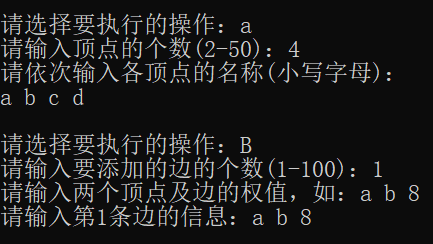 请选择要执行的操作：a
请输入顶点的个数(2-50)：4
请依次输入各顶点的名称(小写字母)：
a b c d
请选择要执行的操作：B
请输入要添加的边的个数(1-100)：1
请输入两个顶点及边的权值，如：a b 8
请输入第1条边的信息：a b 8